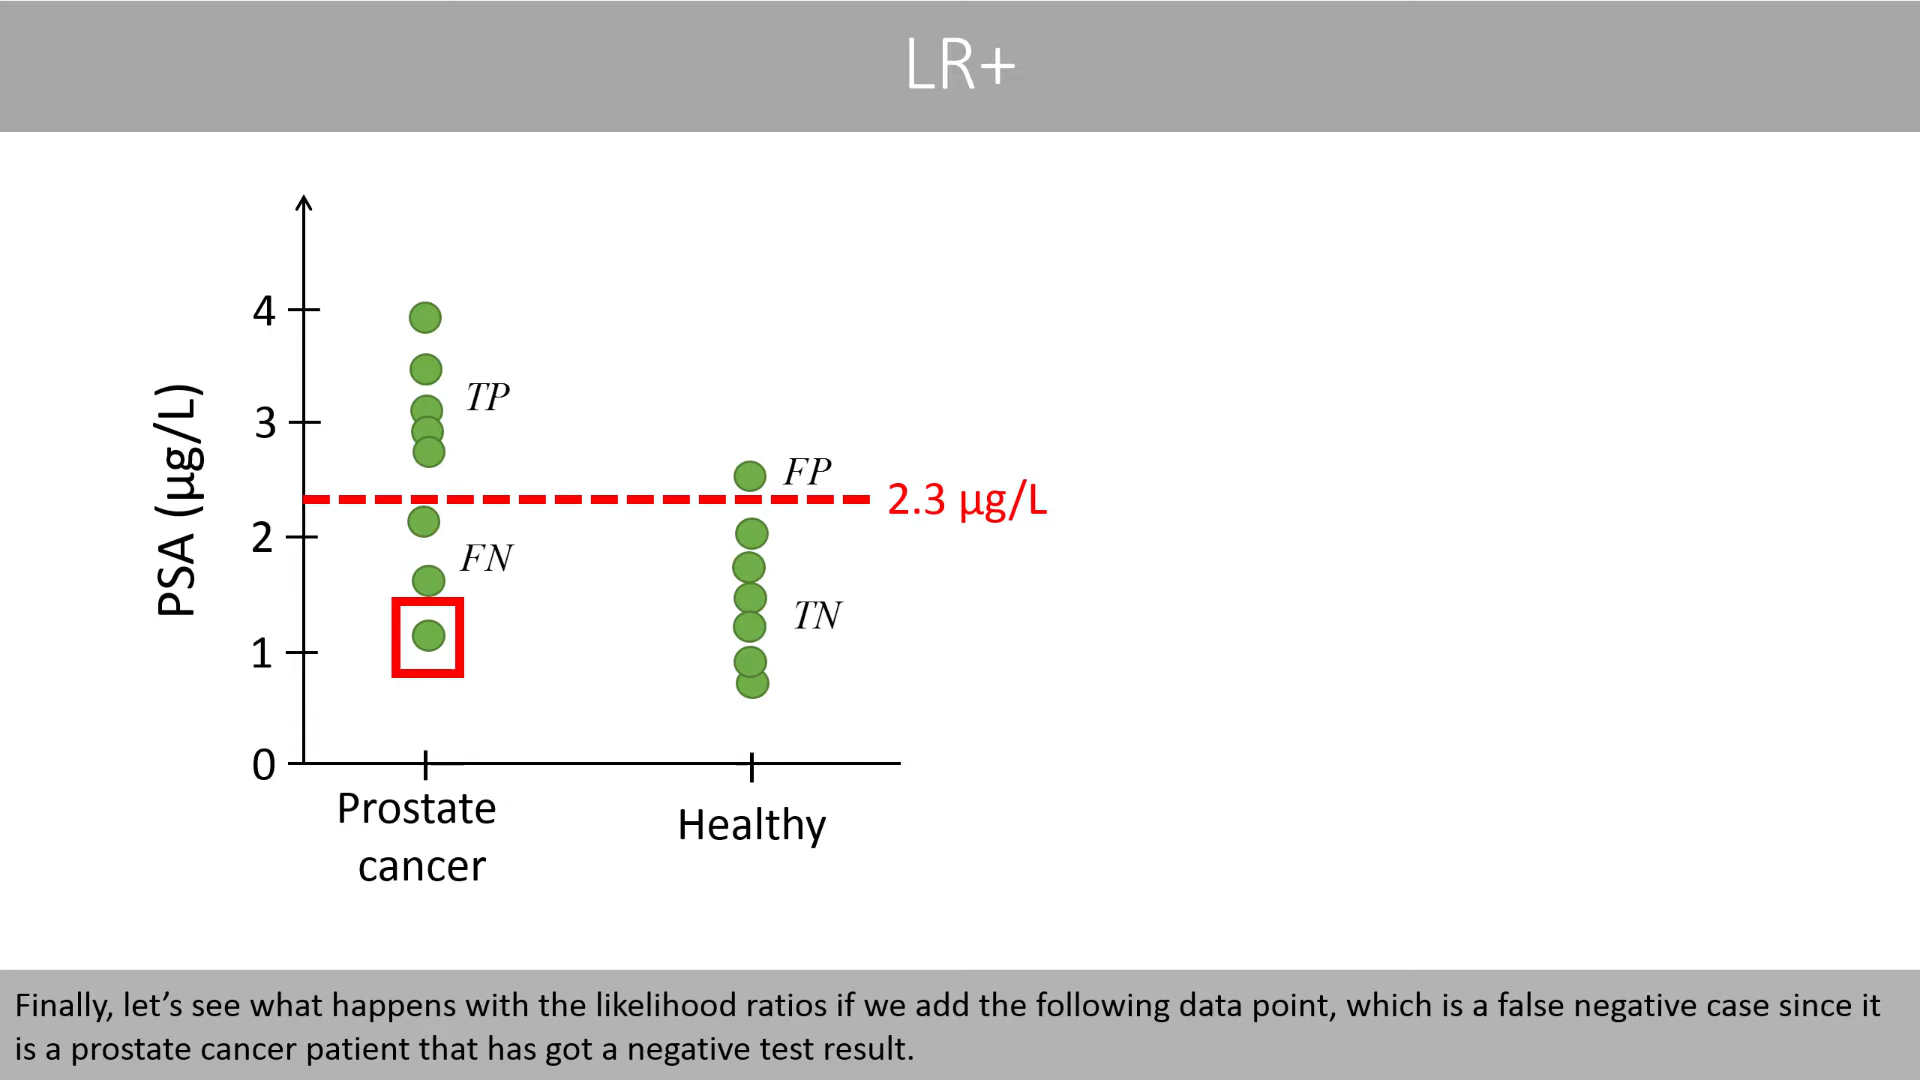 LR+
4
3
2
1
0
PSA (µg/L)
TP
FN
FP
TN
2.3 µg/L
Prostate
cancer
Healthy
Finally, let’s see what happens with the likelihood ratios if we add the following data point, which is a false negative case since it
is a prostate cancer patient that has got a negative test result.